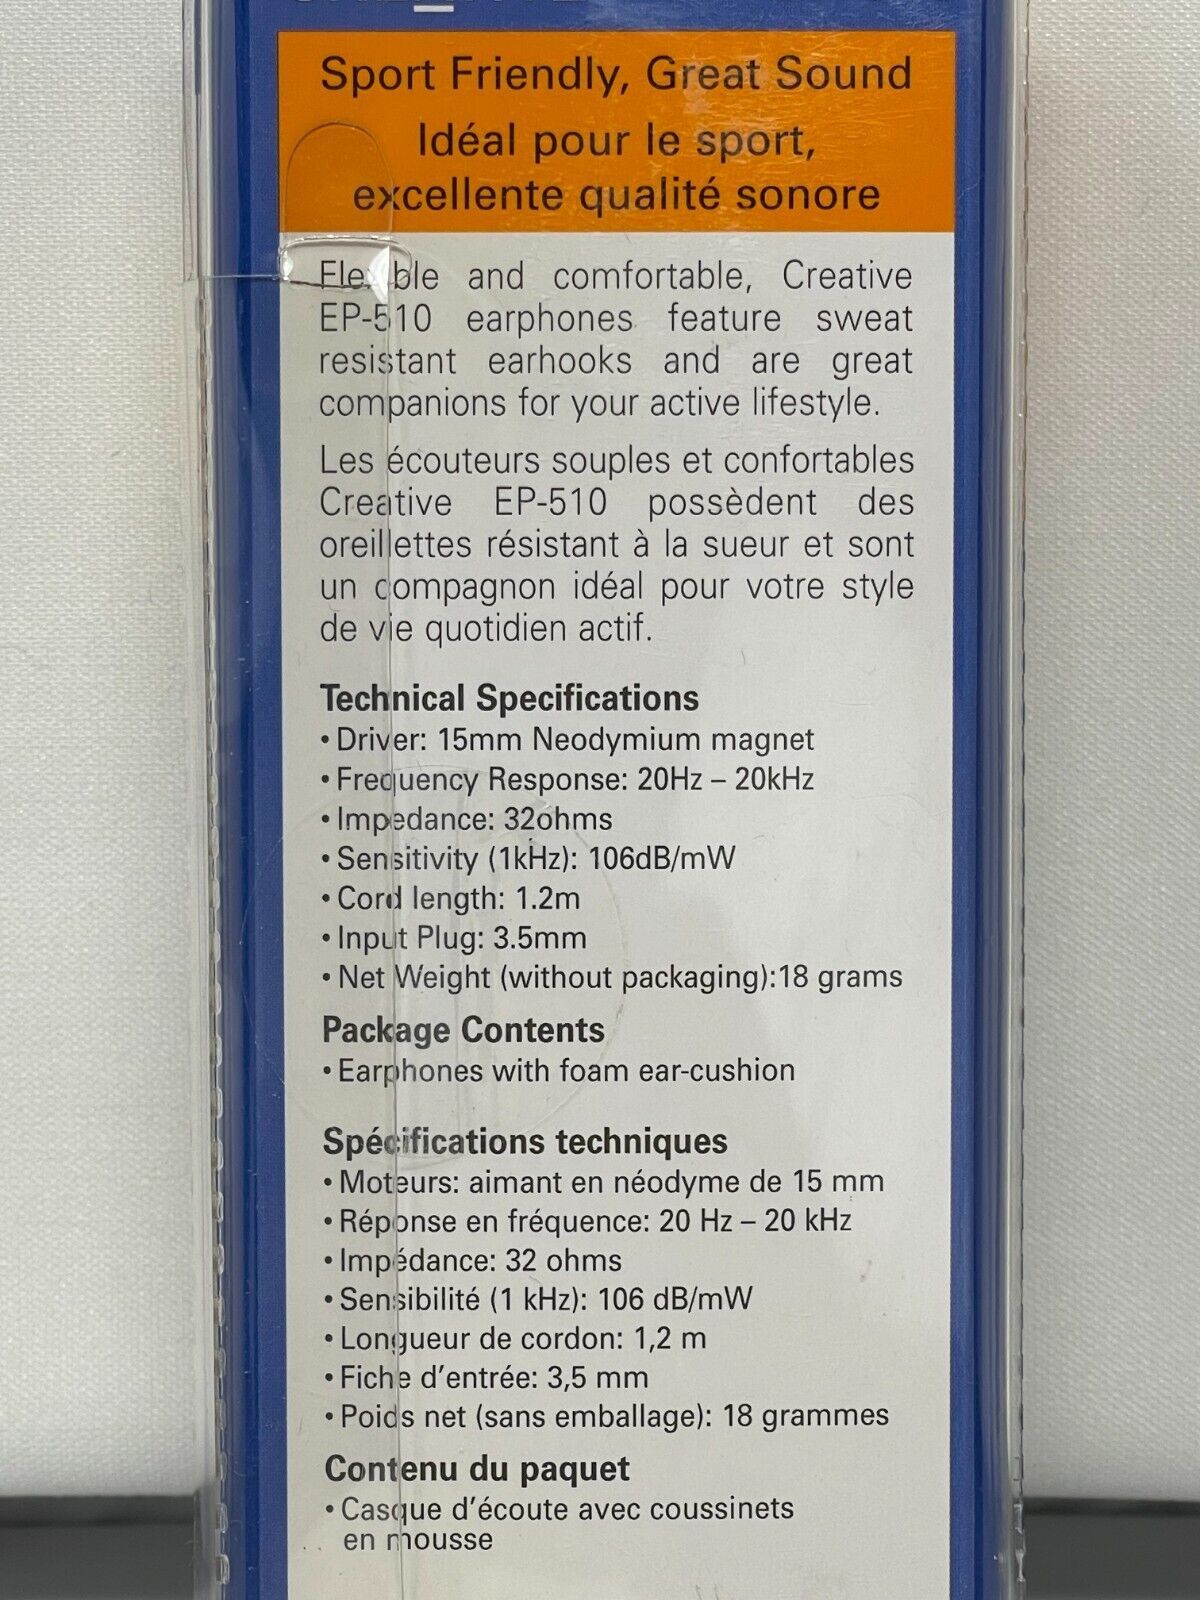 Sport Friendly, Great Sound
Idéal pour le sport,
excellente qualité sonore
Flexible and comfortable, Creative
EP-510 earphones feature sweat
resistant earhooks and are great
companions for your active lifestyle.
Les écouteurs souples et confortables
Creative EP-510 possèdent des
oreillettes résistant à la sueur et sont
un compagnon idéal pour votre style
de vie quotidien actif.
Technical Specifications
• Driver: 15mm Neodymium magnet
• Frequency Response: 20Hz – 20kHz
• Impedance: 32ohms
• Sensitivity (1kHz): 106dB/mW
• Cord length: 1.2m
• Input Plug: 3.5mm
• Net Weight (without packaging):18 grams
Package Contents
• Earphones with foam ear-cushion
Spécifications techniques
• Moteurs: aimant en néodyme de 15 mm
• Réponse en fréquence: 20 Hz – 20 kHz
• Impédance: 32 ohms
• Sensibilité (1 kHz): 106 dB/mW
• Longueur de cordon: 1,2 m
• Fiche d’entrée: 3,5 mm
• Poids net (sans emballage): 18 grammes
Contenu du paquet
• Casque d’écoute avec coussinets
en mousse